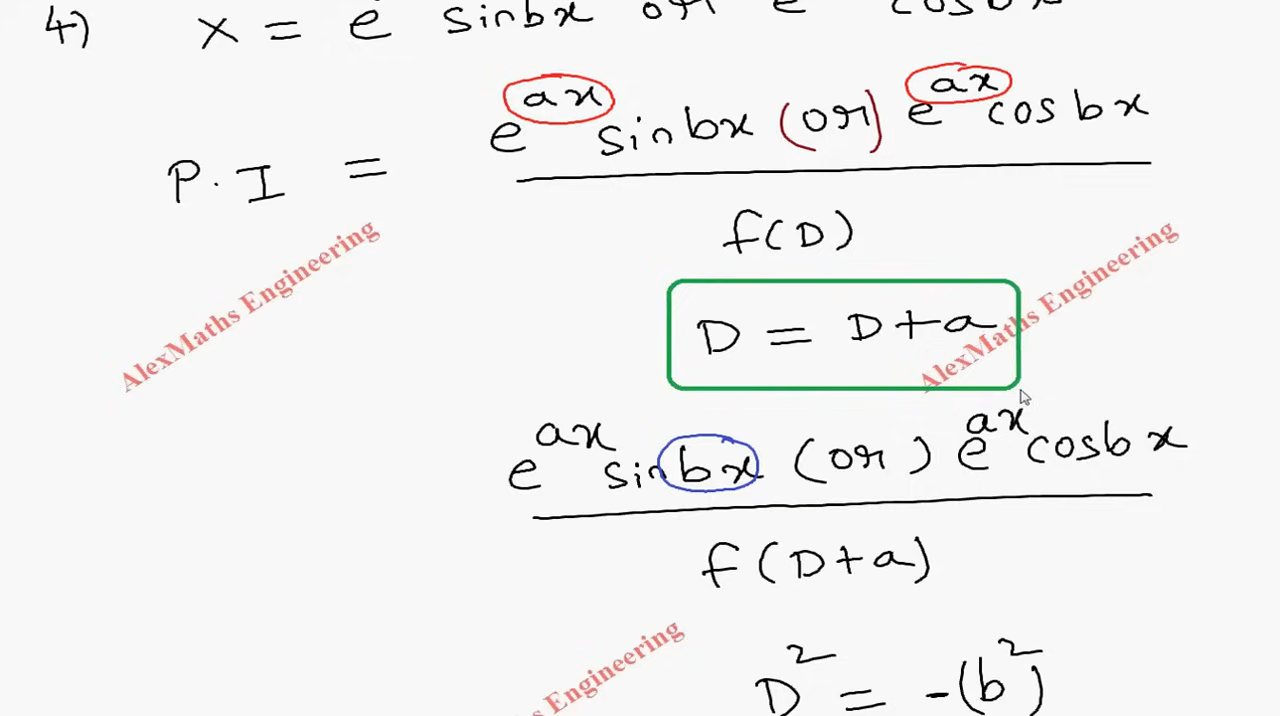 4) x = e sinbx or e cosbx
e^ax sinbx (or) e^ax cosbx
P.I =
f(D)
AlexMaths Engineering
AlexMaths Engineering
D = D+a
e^ax sinbx (or) e^ax cosbx
f(D+a)
AlexMaths Engineering
D² = -(b²)